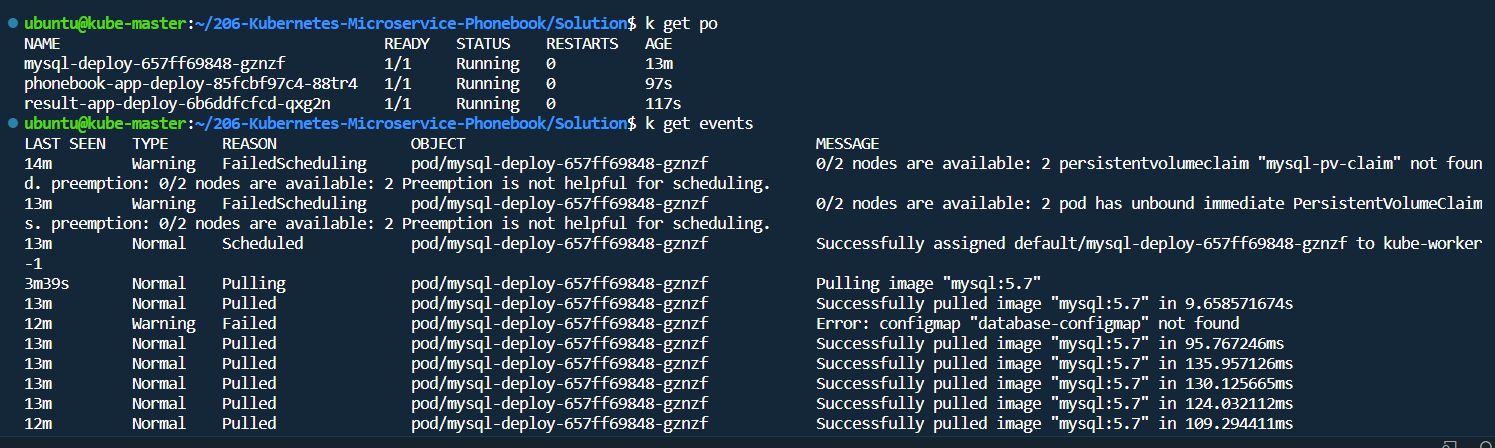 ubuntu@kube-master:~/206-Kubernetes-Microservice-Phonebook/Solution$ k get po
NAME READY STATUS RESTARTS AGE
mysql-deploy-657ff69848-gznzf 1/1 Running 0 13m
phonebook-app-deploy-85fcbf97c4-88tr4 1/1 Running 0 97s
result-app-deploy-6b6ddfcfcd-qxg2n 1/1 Running 0 117s
ubuntu@kube-master:~/206-Kubernetes-Microservice-Phonebook/Solution$ k get events
LAST SEEN TYPE REASON OBJECT MESSAGE
14m Warning FailedScheduling pod/mysql-deploy-657ff69848-gznzf 0/2 nodes are available: 2 persistentvolumeclaim "mysql-pv-claim" not foun
d. preemption: 0/2 nodes are available: 2 Preemption is not helpful for scheduling.
13m Warning FailedScheduling pod/mysql-deploy-657ff69848-gznzf 0/2 nodes are available: 2 pod has unbound immediate PersistentVolumeClaim
s. preemption: 0/2 nodes are available: 2 Preemption is not helpful for scheduling.
13m Normal Scheduled pod/mysql-deploy-657ff69848-gznzf Successfully assigned default/mysql-deploy-657ff69848-gznzf to kube-worker
-1
3m39s Normal Pulling pod/mysql-deploy-657ff69848-gznzf Pulling image "mysql:5.7"
13m Normal Pulled pod/mysql-deploy-657ff69848-gznzf Successfully pulled image "mysql:5.7" in 9.658571674s
12m Warning Failed pod/mysql-deploy-657ff69848-gznzf Error: configmap "database-configmap" not found
13m Normal Pulled pod/mysql-deploy-657ff69848-gznzf Successfully pulled image "mysql:5.7" in 95.767246ms
13m Normal Pulled pod/mysql-deploy-657ff69848-gznzf Successfully pulled image "mysql:5.7" in 135.957126ms
13m Normal Pulled pod/mysql-deploy-657ff69848-gznzf Successfully pulled image "mysql:5.7" in 130.125665ms
13m Normal Pulled pod/mysql-deploy-657ff69848-gznzf Successfully pulled image "mysql:5.7" in 124.032112ms
12m Normal Pulled pod/mysql-deploy-657ff69848-gznzf Successfully pulled image "mysql:5.7" in 109.294411ms